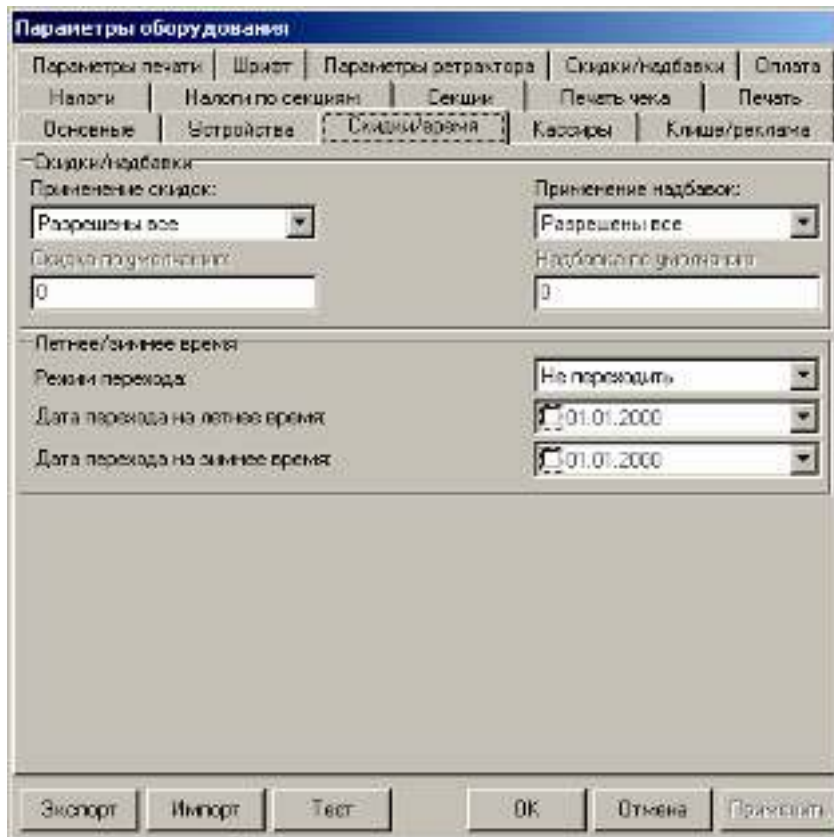 Параметры оборудования
Параметры печати Шрифт Параметры ретрактора Скидки/надбавки Оплата
Налоги Налоги по секциям Секции Печать чека Печать
Основные Устройства Скидки/время Кассиры Клише/реклама
Скидки/надбавки
Применение скидок: Применение надбавок:
Разрешены все Разрешены все
Скидка по умолчанию: Надбавка по умолчанию:
0 0
Летнее/зимнее время
Режим перехода: Не переходить
Дата перехода на летнее время: 01.01.2000
Дата перехода на зимнее время: 01.01.2000
Экспорт Импорт Тест ОК Отмена Применить